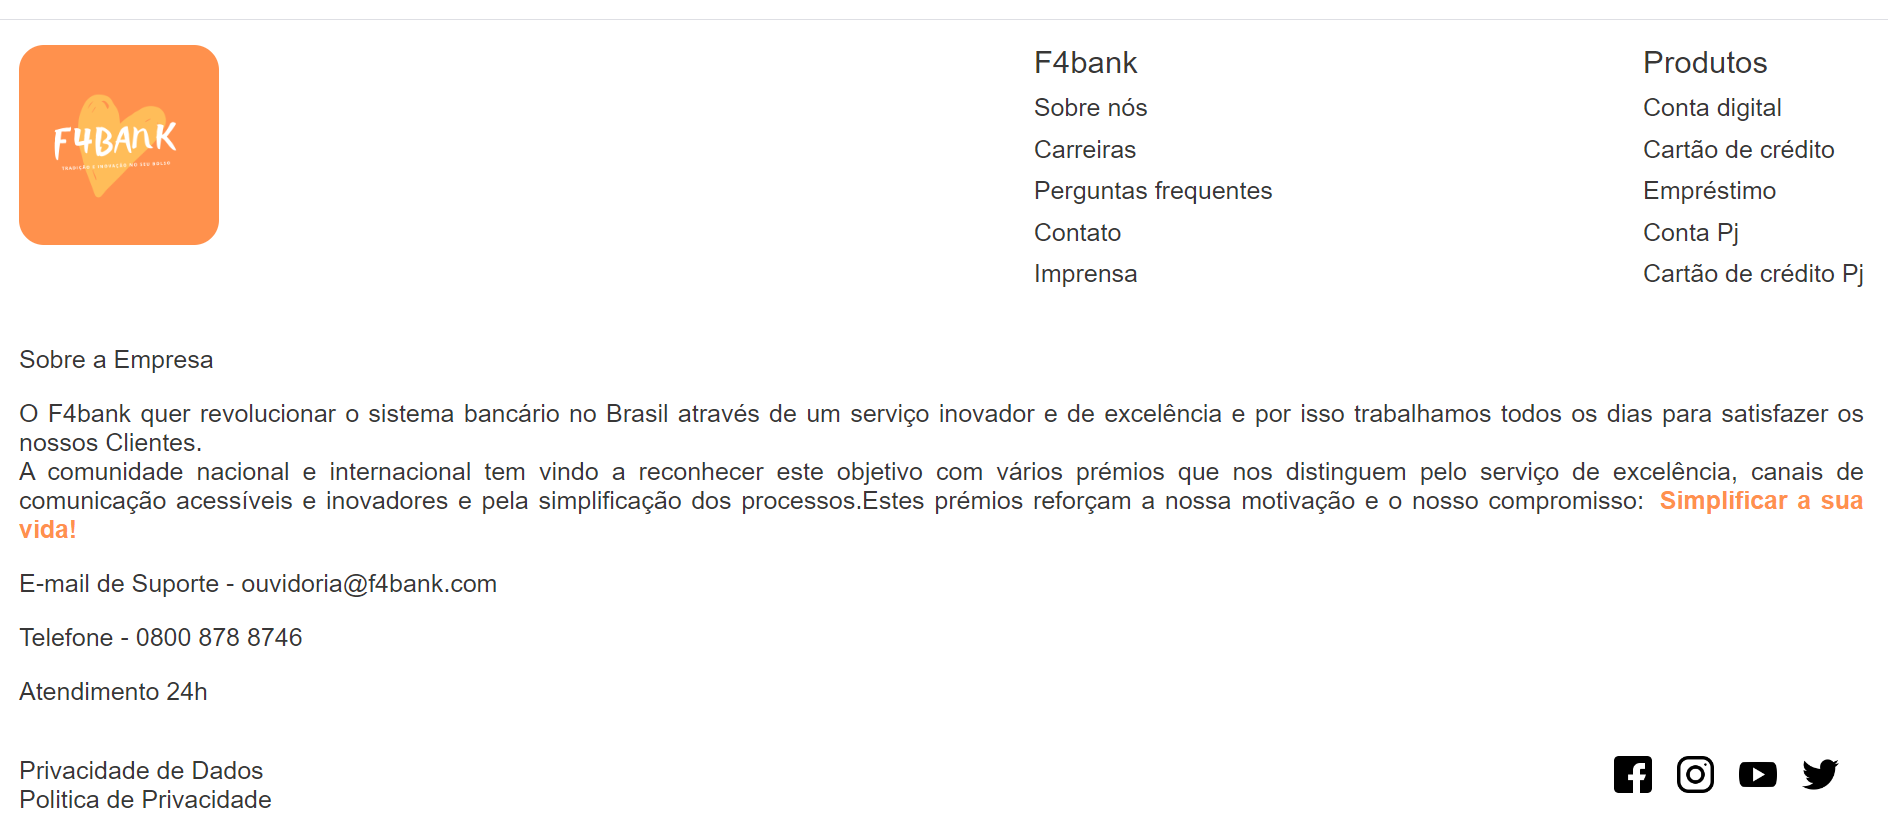 F4BANK
TRADIÇÃO E INOVAÇÃO NO SEU BOLSO
F4bank
Sobre nós
Carreiras
Perguntas frequentes
Contato
Imprensa
Produtos
Conta digital
Cartão de crédito
Empréstimo
Conta Pj
Cartão de crédito Pj
Sobre a Empresa
O F4bank quer revolucionar o sistema bancário no Brasil através de um serviço inovador e de excelência e por isso trabalhamos todos os dias para satisfazer os
nossos Clientes.
A comunidade nacional e internacional tem vindo a reconhecer este objetivo com vários prémios que nos distinguem pelo serviço de excelência, canais de
comunicação acessíveis e inovadores e pela simplificação dos processos.Estes prémios reforçam a nossa motivação e o nosso compromisso: Simplificar a sua
vida!
E-mail de Suporte - ouvidoria@f4bank.com
Telefone - 0800 878 8746
Atendimento 24h
Privacidade de Dados
Politica de Privacidade